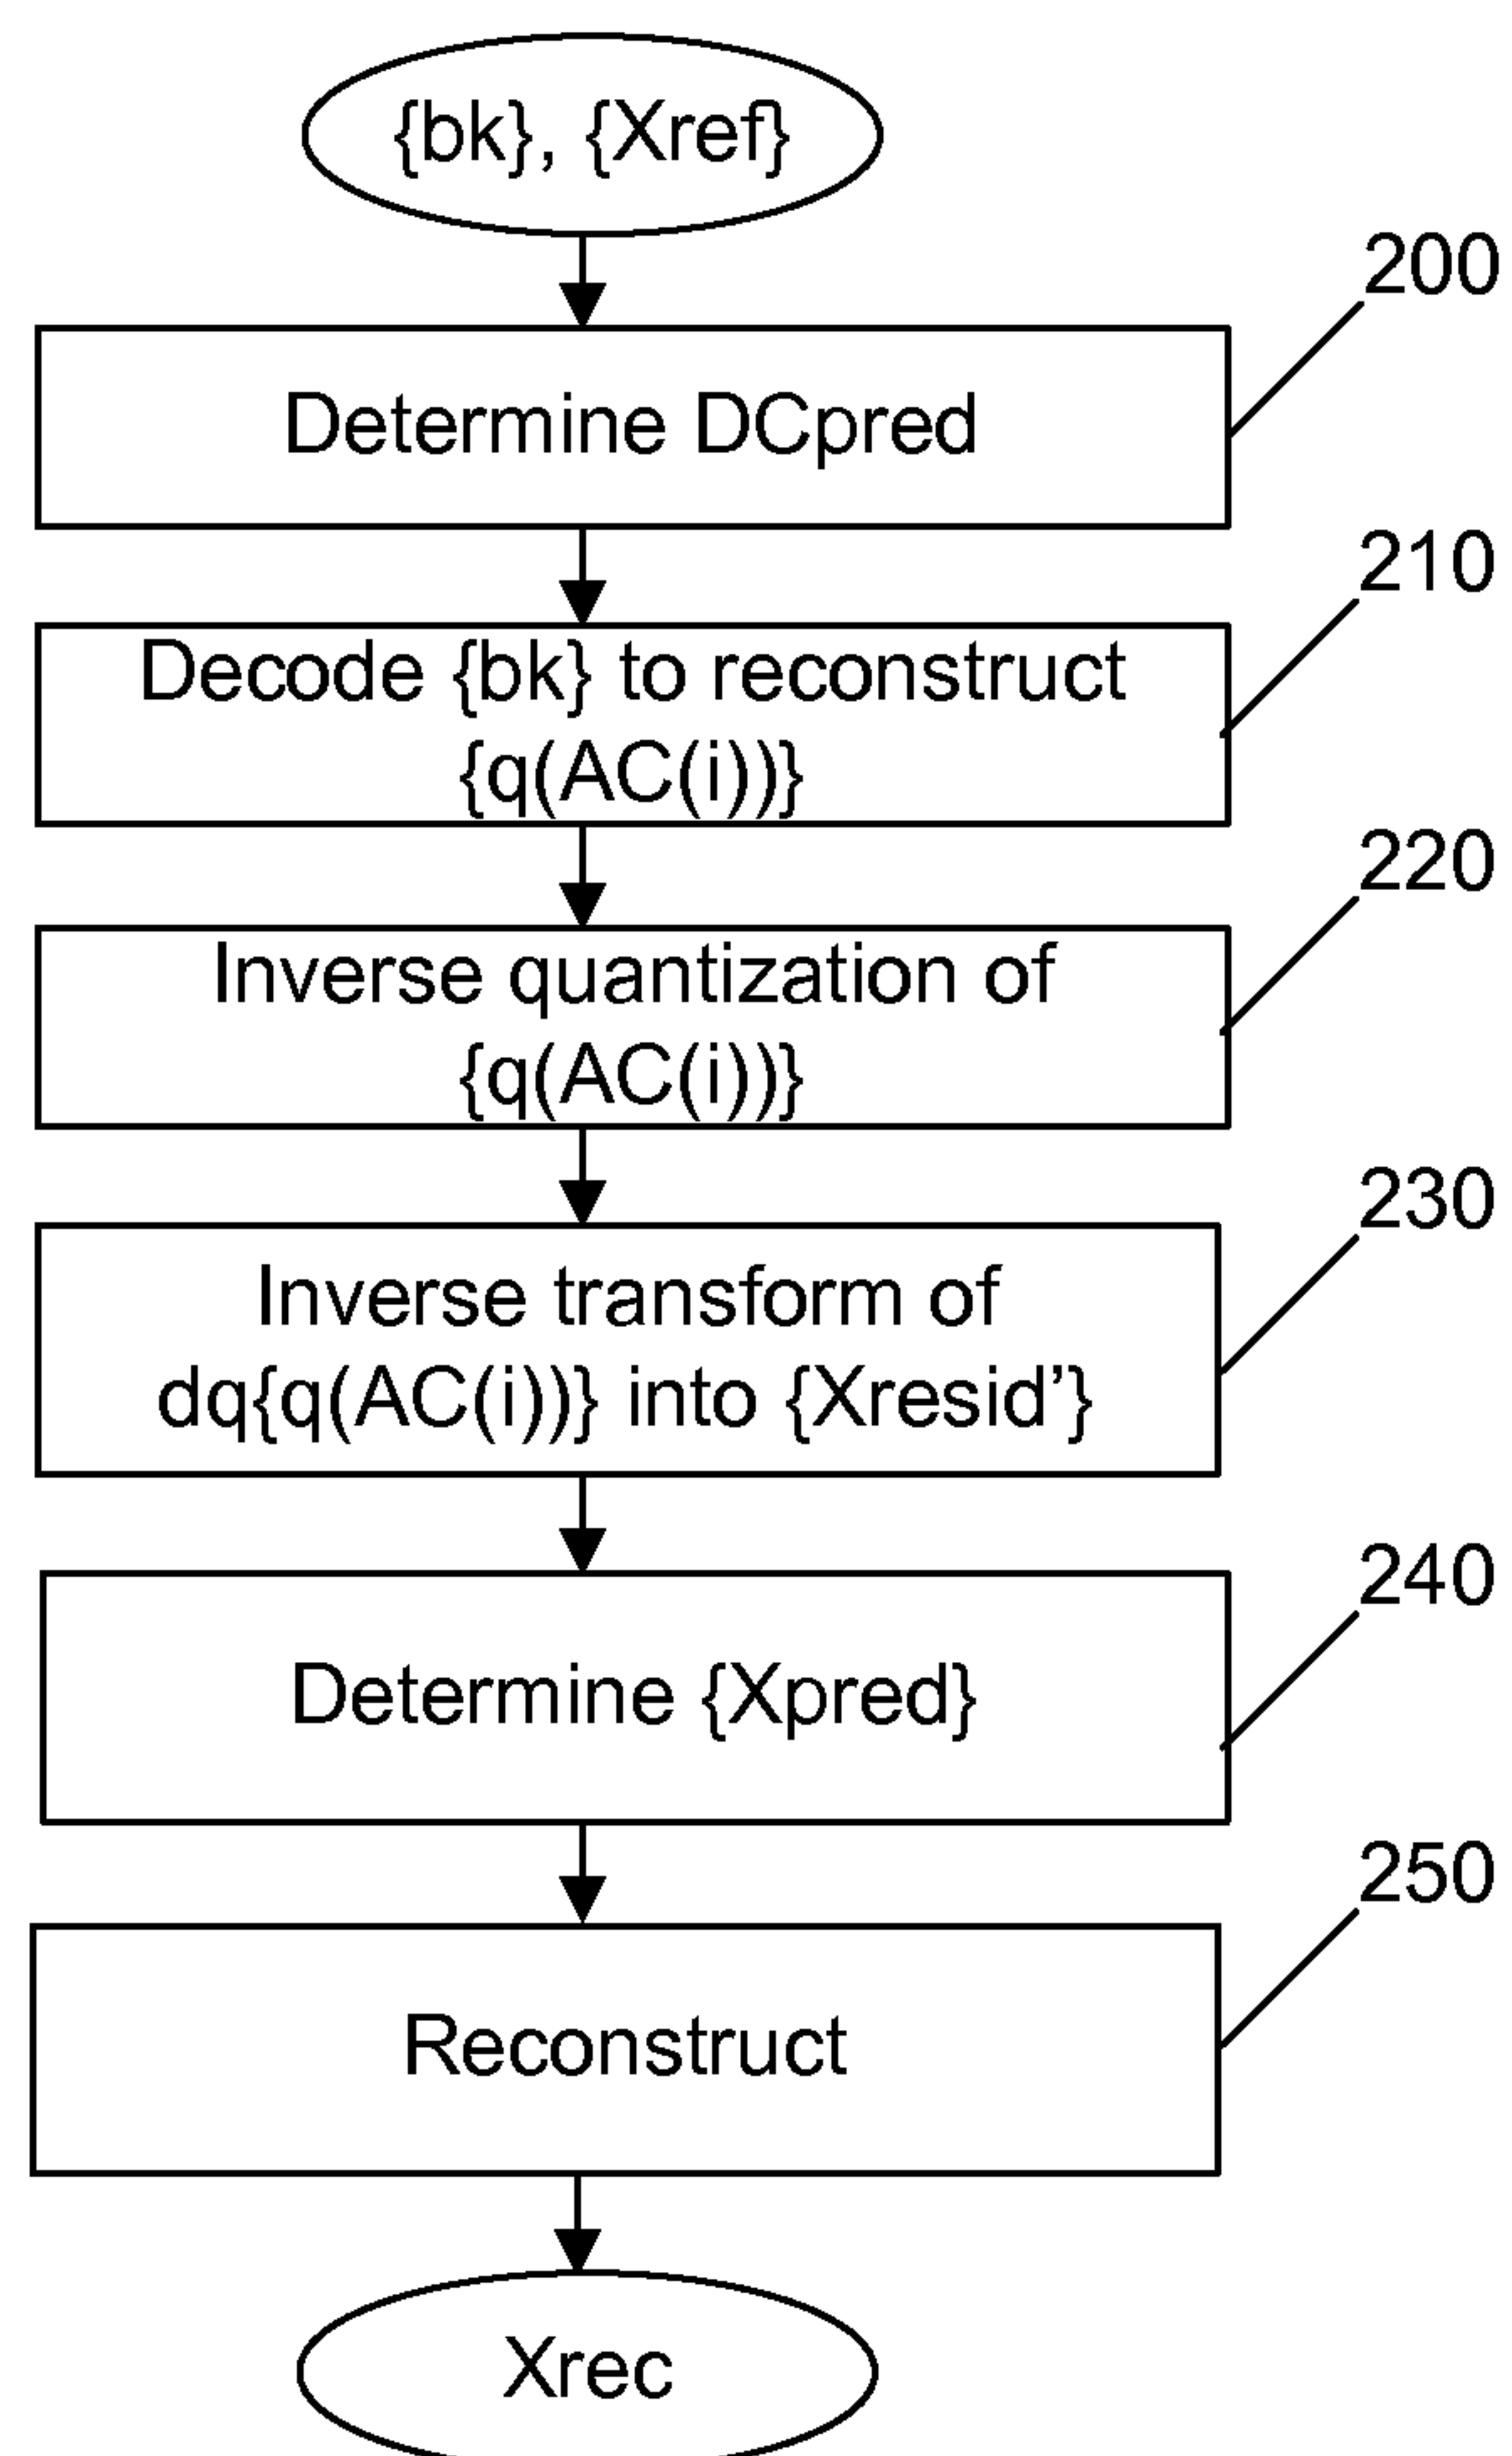 {bk}, {Xref}
200
Determine DCpred
210
Decode {bk} to reconstruct
{q(AC(i))}
220
Inverse quantization of
{q(AC(i))}
230
Inverse transform of
dq{q(AC(i))} into {Xresid’}
240
Determine {Xpred}
250
Reconstruct
Xrec